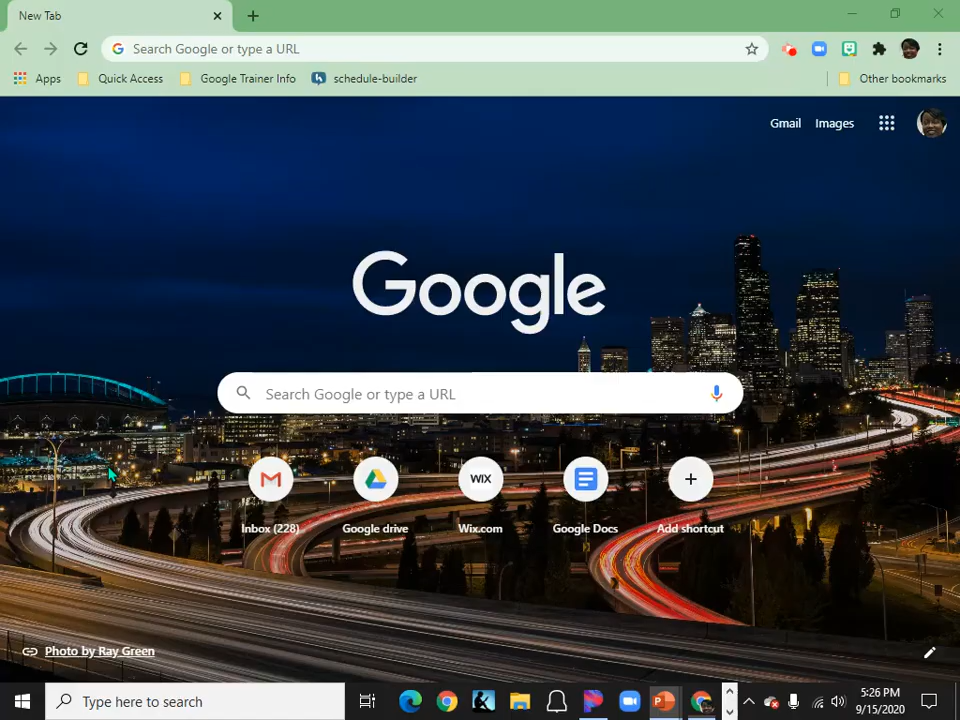 New Tab
Search Google or type a URL
Apps
Quick Access
Google Trainer Info
schedule-builder
Other bookmarks
Gmail
Images
Google
Search Google or type a URL
WIX
Inbox (228)
Google drive
Wix.com
Google Docs
Add shortcut
Photo by Ray Green
Type here to search
5:26 PM
9/15/2020